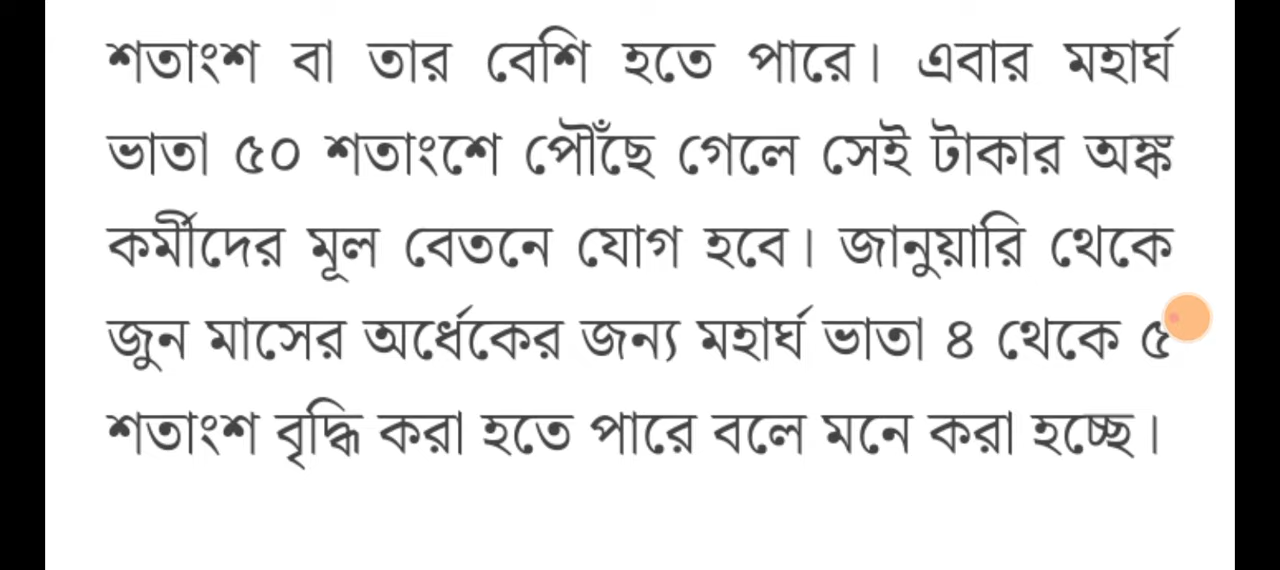 শতাংশ বা তার বেশি হতে পারে। এবার মহার্ঘ
ভাতা ৫০ শতাংশে পৌঁছে গেলে সেই টাকার অঙ্ক
কর্মীদের মূল বেতনে যোগ হবে। জানুয়ারি থেকে
জুন মাসের অর্ধেকের জন্য মহার্ঘ ভাতা ৪ থেকে ৫
শতাংশ বৃদ্ধি করা হতে পারে বলে মনে করা হচ্ছে।